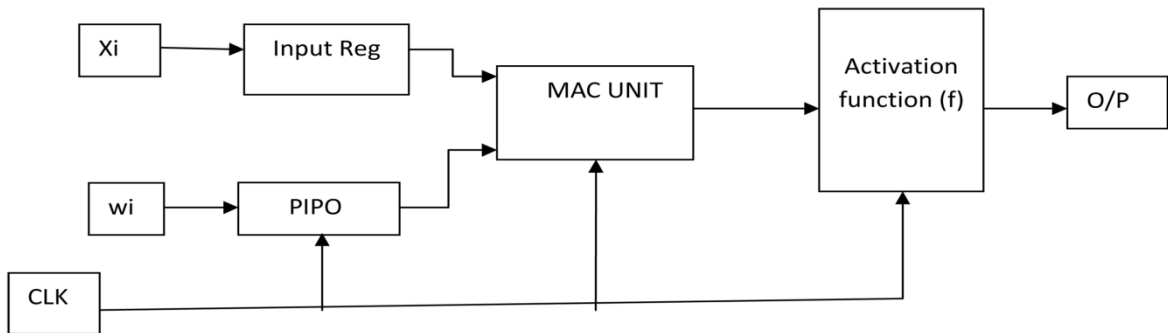 Xi
Input Reg
MAC UNIT
Activation
function (f)
O/P
wi
PIPO
CLK